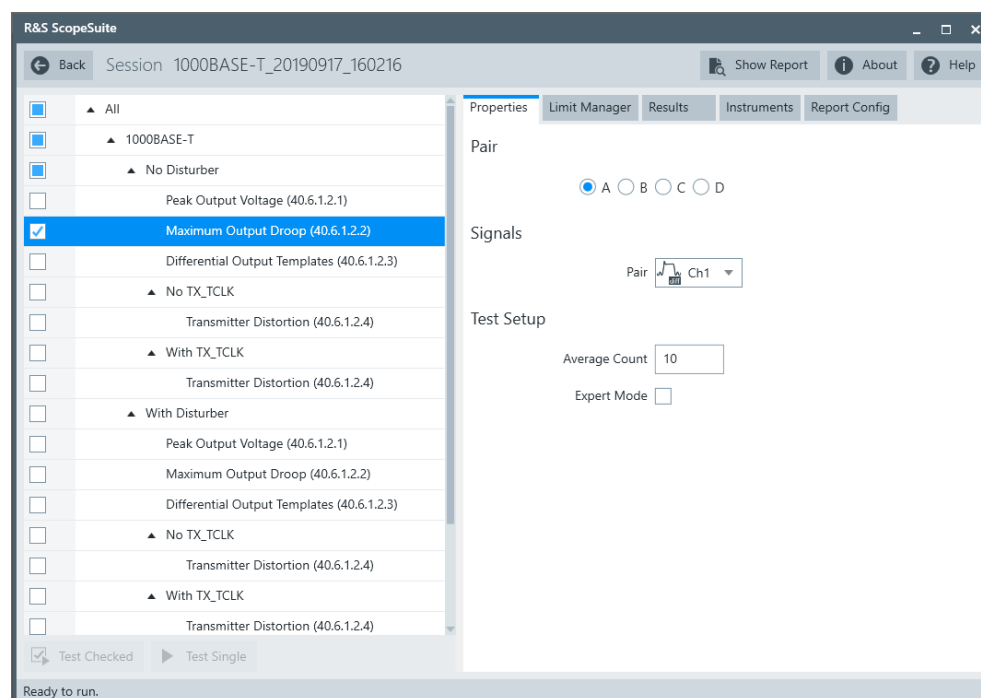 R&S ScopeSuite
Back Session 1000BASE-T_20190917_160216 Show Report About Help
All
1000BASE-T
No Disturber
Peak Output Voltage (40.6.1.2.1)
Maximum Output Droop (40.6.1.2.2)
Differential Output Templates (40.6.1.2.3)
No TX_TCLK
Transmitter Distortion (40.6.1.2.4)
With TX_TCLK
Transmitter Distortion (40.6.1.2.4)
With Disturber
Peak Output Voltage (40.6.1.2.1)
Maximum Output Droop (40.6.1.2.2)
Differential Output Templates (40.6.1.2.3)
No TX_TCLK
Transmitter Distortion (40.6.1.2.4)
With TX_TCLK
Transmitter Distortion (40.6.1.2.4)
Test Checked Test Single
Properties Limit Manager Results Instruments Report Config
Pair
A B C D
Signals
Pair diff Ch1
Test Setup
Average Count 10
Expert Mode
Ready to run.